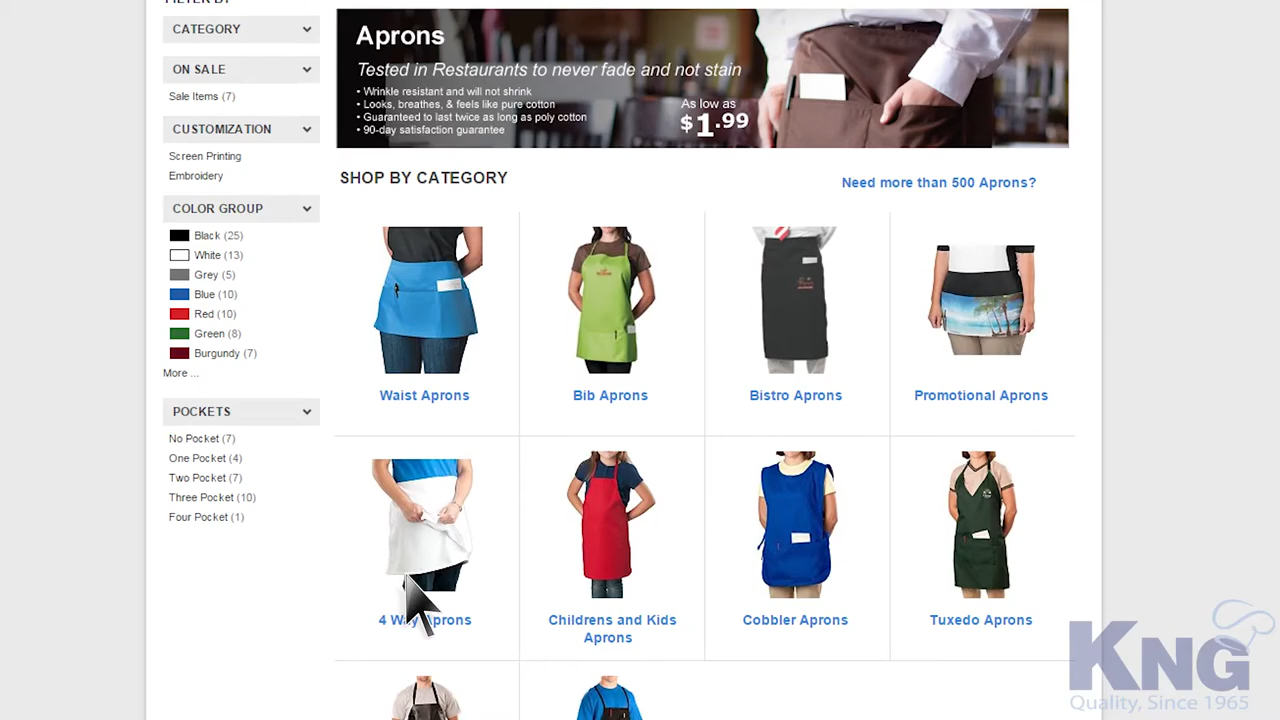 CATEGORY
ON SALE
Sale Items (7)
CUSTOMIZATION
Screen Printing
Embroidery
COLOR GROUP
Black (25)
White (13)
Grey (5)
Blue (10)
Red (10)
Green (8)
Burgundy (7)
More ...
POCKETS
No Pocket (7)
One Pocket (4)
Two Pocket (7)
Three Pocket (10)
Four Pocket (1)
Aprons
Tested in Restaurants to never fade and not stain
• Wrinkle resistant and will not shrink
• Looks, breathes, & feels like pure cotton
• Guaranteed to last twice as long as poly cotton
• 90-day satisfaction guarantee
As low as
$1.99
SHOP BY CATEGORY
Need more than 500 Aprons?
Waist Aprons
Bib Aprons
Bistro Aprons
Promotional Aprons
4 Way Aprons
Childrens and Kids
Aprons
Cobbler Aprons
Tuxedo Aprons
KNG
Quality, Since 1965